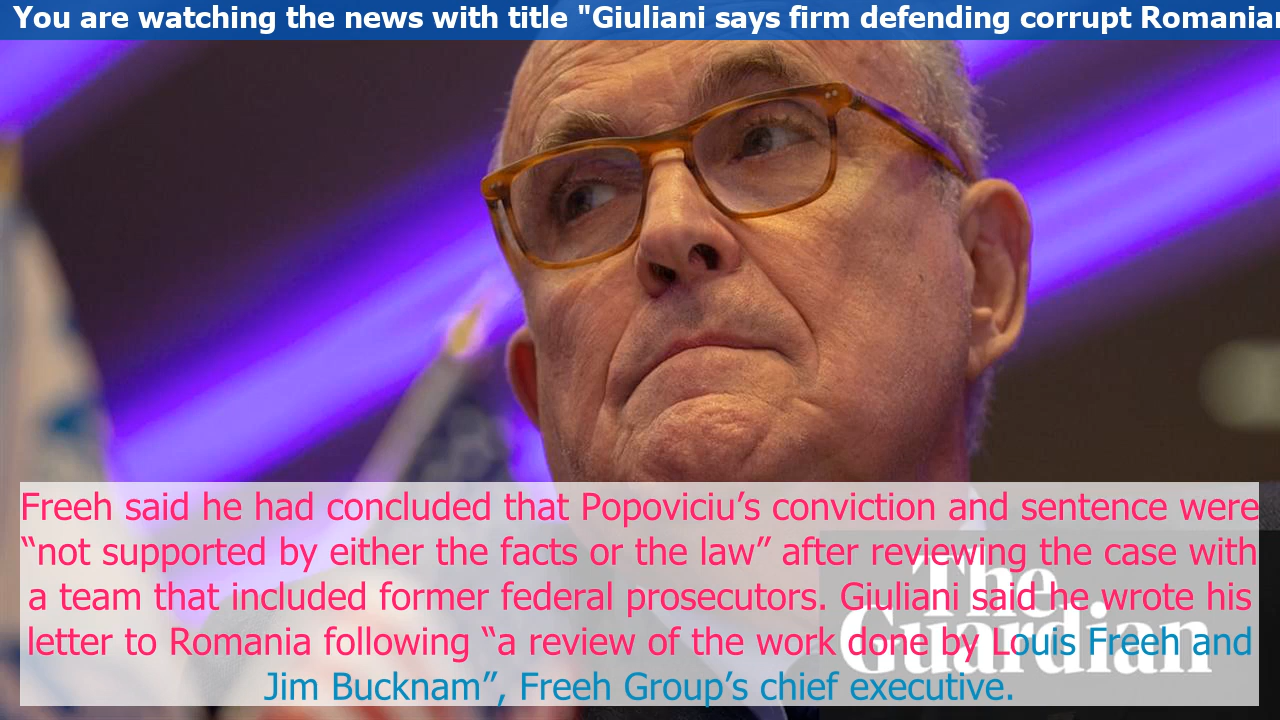 You are watching the news with title "Giuliani says firm defending corrupt Romania
Freeh said he had concluded that Popoviciu’s conviction and sentence were
“not supported by either the facts or the law” after reviewing the case with
a team that included former federal prosecutors. Giuliani said he wrote his
letter to Romania following “a review of the work done by Louis Freeh and
Jim Bucknam”, Freeh Group’s chief executive.
The
Guardian